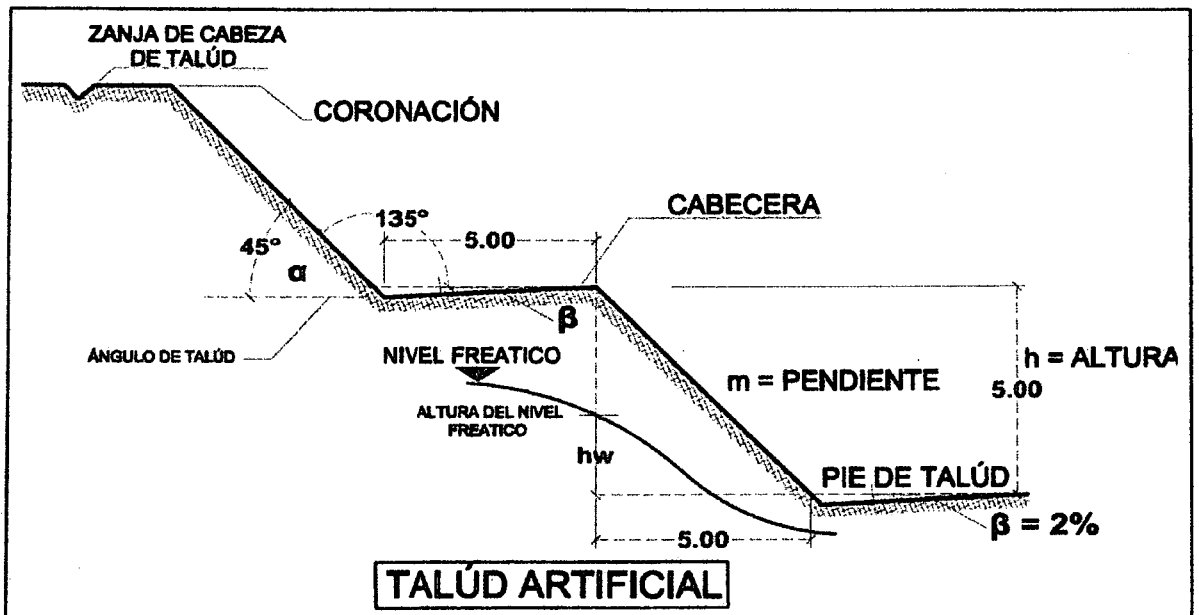 ZANJA DE CABEZA
DE TALÚD
CORONACIÓN
CABECERA
135°
5.00
45°
α
β
ÁNGULO DE TALÚD
NIVEL FREATICO
h = ALTURA
m = PENDIENTE
5.00
ALTURA DEL NIVEL
FREATICO
hw
PIE DE TALÚD
β = 2%
5.00
TALÚD ARTIFICIAL